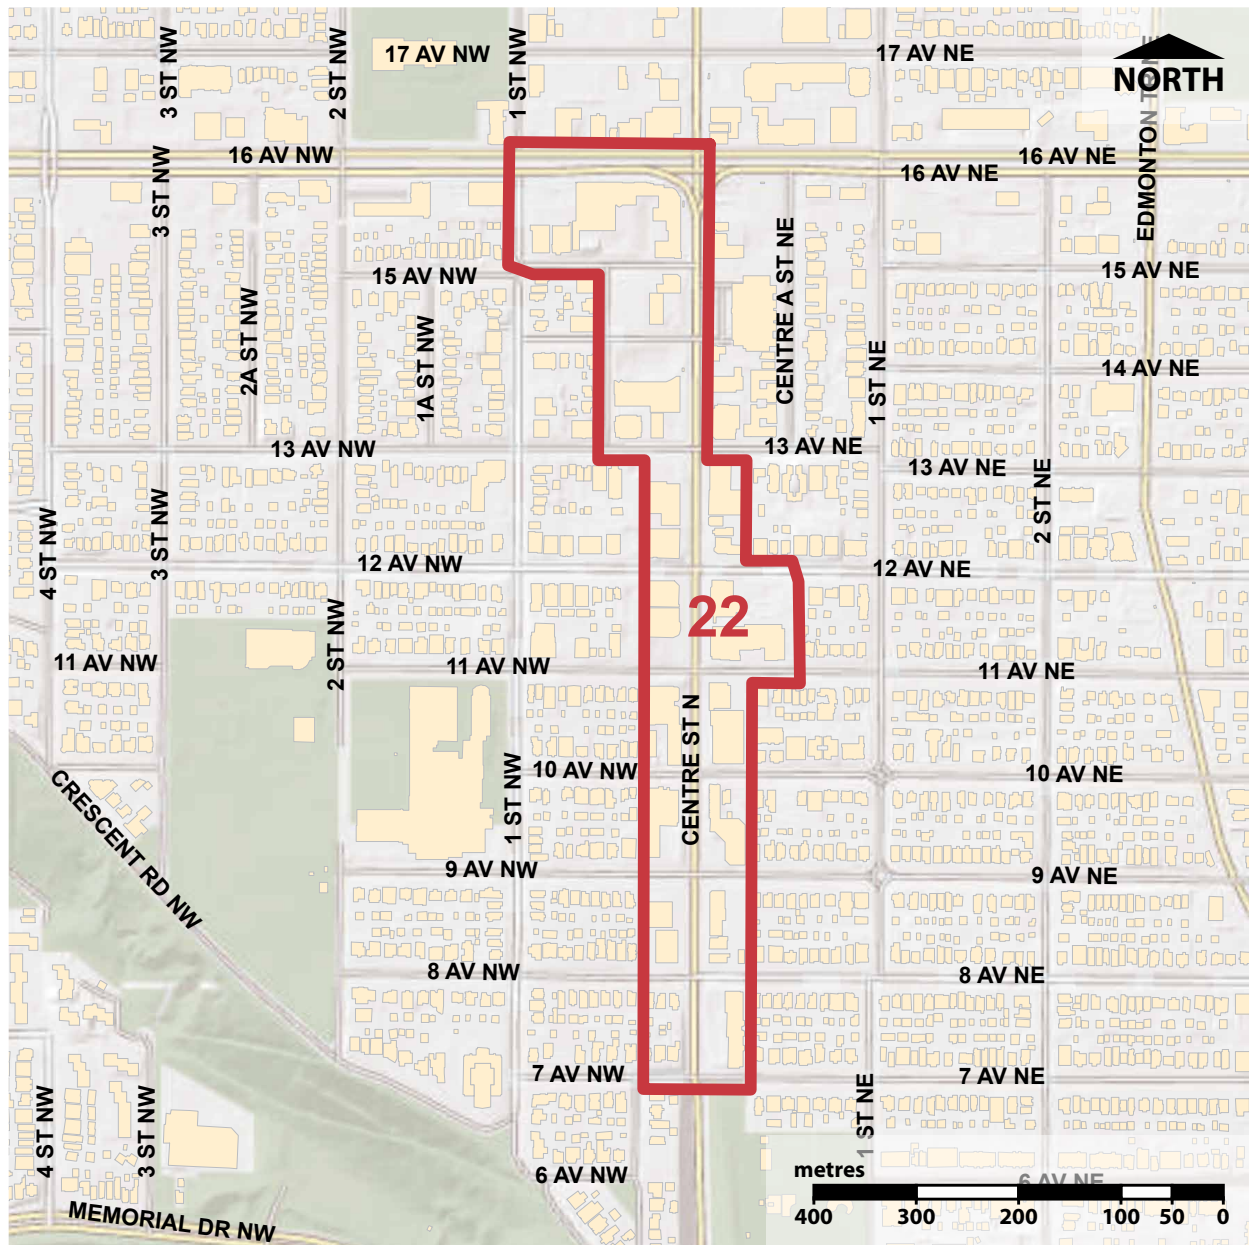 17 AV NW
17 AV NE
NORTH
3 ST NW
2 ST NW
1 ST NW
EDMONTON TR NE
16 AV NW
16 AV NE
16 AV NE
3 ST NW
CENTRE A ST NE
15 AV NW
15 AV NE
2A ST NW
1A ST NW
1 ST NE
14 AV NE
13 AV NW
13 AV NE
13 AV NE
4 ST NW
3 ST NW
2 ST NE
12 AV NW
12 AV NE
22
2 ST NW
11 AV NW
11 AV NW
11 AV NE
CENTRE ST N
1 ST NW
10 AV NW
10 AV NE
CRESCENT RD NW
9 AV NW
9 AV NE
8 AV NW
8 AV NE
7 AV NW
7 AV NE
4 ST NW
3 ST NW
1 ST NE
6 AV NW
6 AV NE
MEMORIAL DR NW
metres
400 300 200 100 50 0